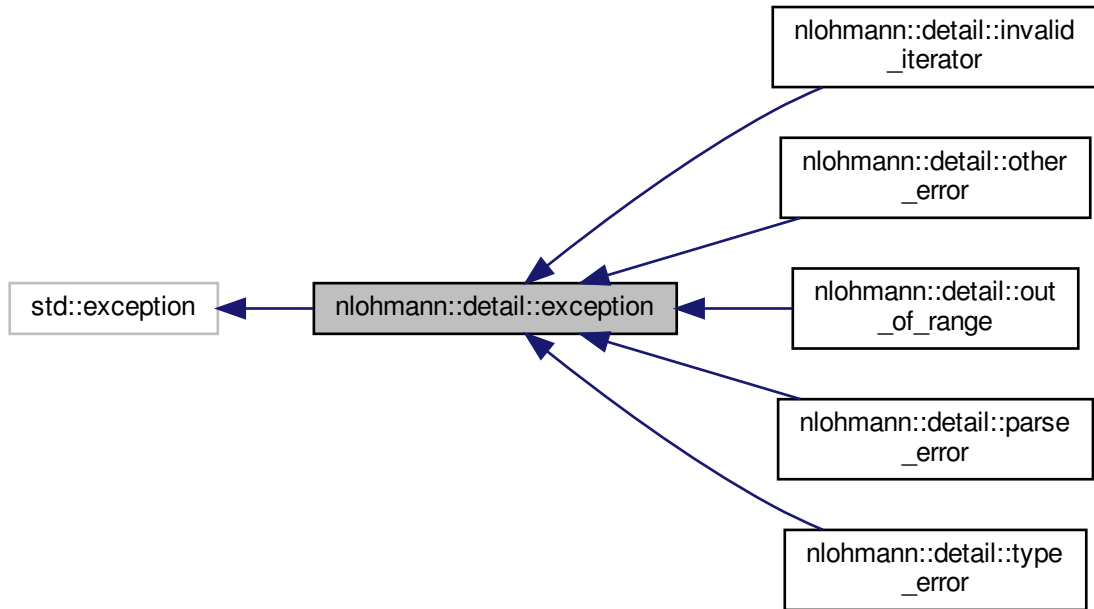 nlohmann::detail::invalid
_iterator
nlohmann::detail::other
_error
std::exception
nlohmann::detail::exception
nlohmann::detail::out
_of_range
nlohmann::detail::parse
_error
nlohmann::detail::type
_error